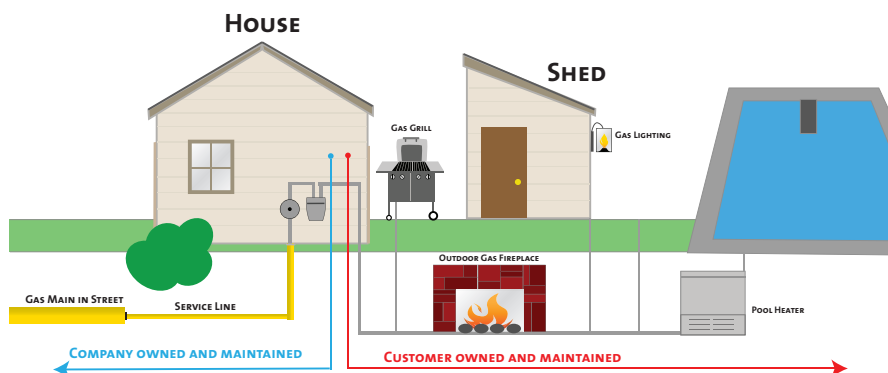 HOUSE
SHED
GAS GRILL
GAS LIGHTING
OUTDOOR GAS FIREPLACE
GAS MAIN IN STREET
SERVICE LINE
POOL HEATER
COMPANY OWNED AND MAINTAINED
CUSTOMER OWNED AND MAINTAINED